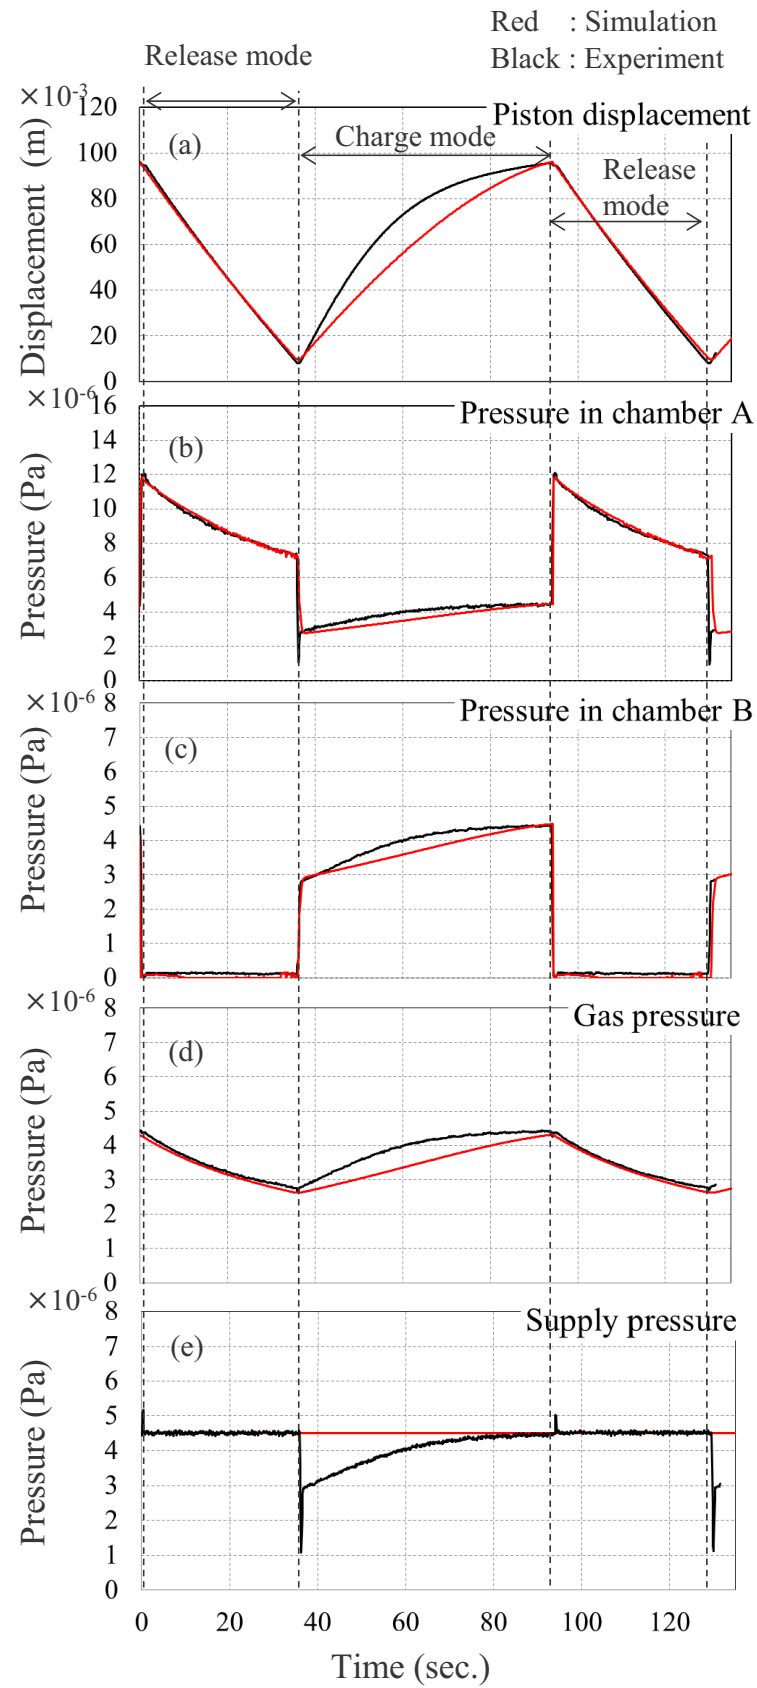 Red : Simulation
Black : Experiment
Release mode
×10-3
120
Piston displacement
(a)
Charge mode
Release
mode
100
80
60
40
20
0
Displacement (m)
×10-6
16
Pressure in chamber A
(b)
14
12
10
8
6
4
2
0
Pressure (Pa)
×10-6
8
Pressure in chamber B
(c)
7
6
5
4
3
2
1
0
Pressure (Pa)
×10-6
8
Gas pressure
(d)
7
6
5
4
3
2
1
0
Pressure (Pa)
×10-6
8
Supply pressure
(e)
7
6
5
4
3
2
1
0
Pressure (Pa)
0 20 40 60 80 100 120
Time (sec.)